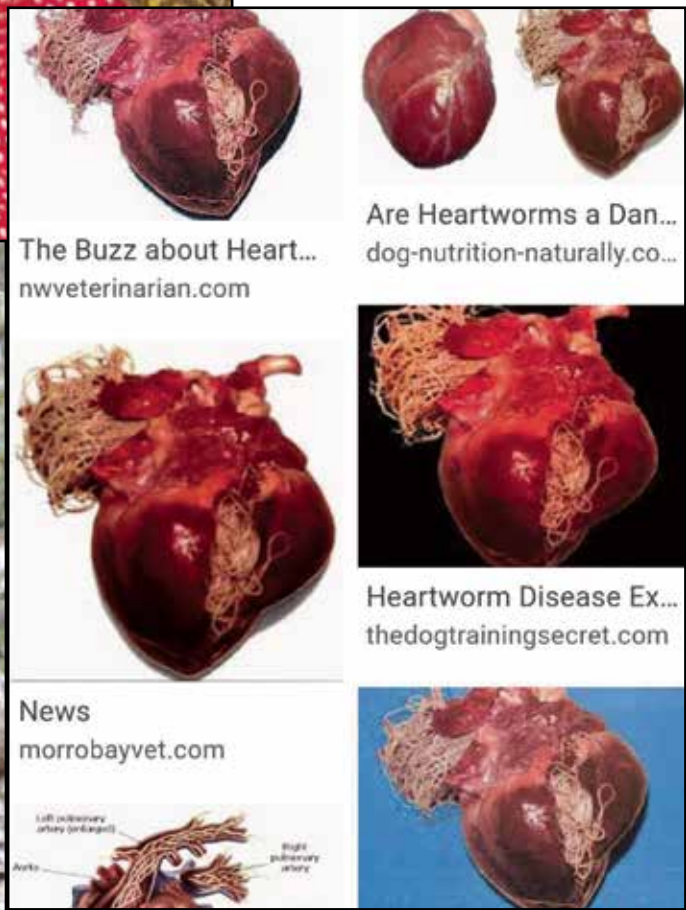 The Buzz about Heart...
nwveterinarian.com
Are Heartworms a Dan...
dog-nutrition-naturally.co...
News
morrobayvet.com
Heartworm Disease Ex...
thedogtrainingsecret.com
Left pulmonary
artery (enlarged)
Aorta
Right
pulmonary
artery